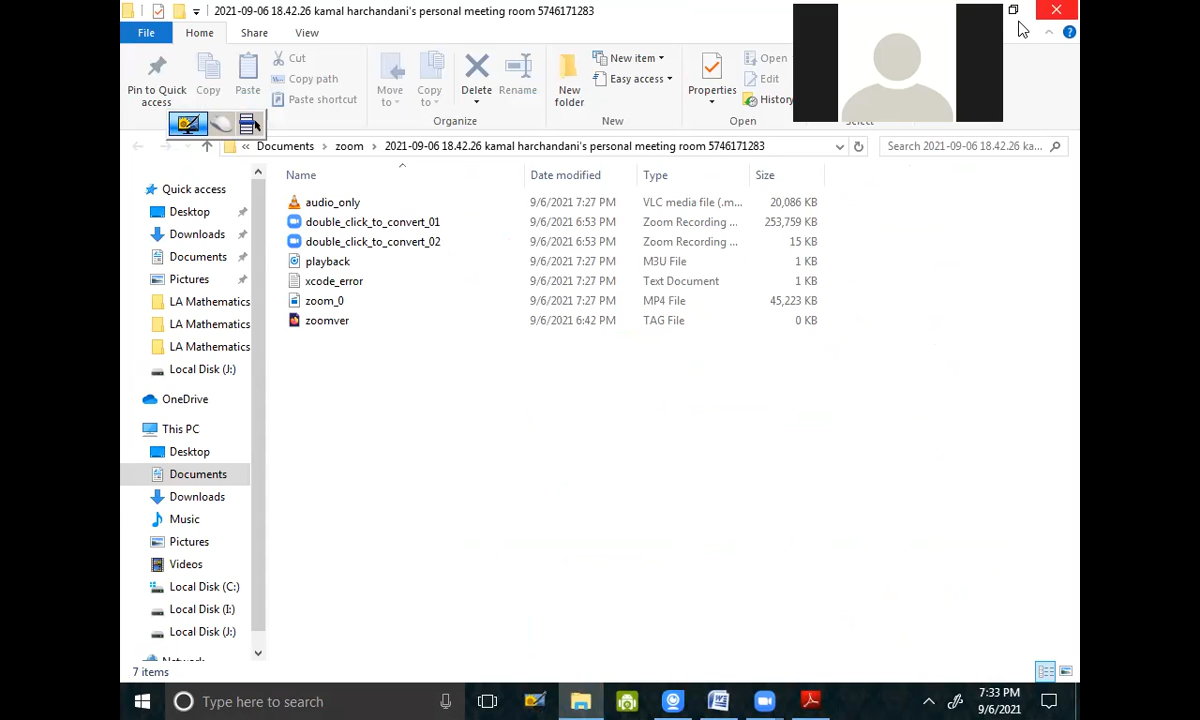 2021-09-06 18.42.26 kamal harchandani's personal meeting room 5746171283
File Home Share View
Pin to Quick access
Copy
Paste
Cut
Copy path
Paste shortcut
Move to
Copy to
Delete
Rename
Organize
New folder
New item
Easy access
New
Properties
Open
Edit
History
Open
« Documents › zoom › 2021-09-06 18.42.26 kamal harchandani's personal meeting room 5746171283
Search 2021-09-06 18.42.26 ka...
Quick access
Desktop
Downloads
Documents
Pictures
LA Mathematics
LA Mathematics
LA Mathematics
Local Disk (J:)
OneDrive
This PC
Desktop
Documents
Downloads
Music
Pictures
Videos
Local Disk (C:)
Local Disk (I:)
Local Disk (J:)
Name Date modified Type Size
audio_only 9/6/2021 7:27 PM VLC media file (.m... 20,086 KB
double_click_to_convert_01 9/6/2021 6:53 PM Zoom Recording ... 253,759 KB
double_click_to_convert_02 9/6/2021 6:53 PM Zoom Recording ... 15 KB
playback 9/6/2021 7:27 PM M3U File 1 KB
xcode_error 9/6/2021 7:27 PM Text Document 1 KB
zoom_0 9/6/2021 7:27 PM MP4 File 45,223 KB
zoomver 9/6/2021 6:42 PM TAG File 0 KB
7 items
Type here to search
7:33 PM
9/6/2021